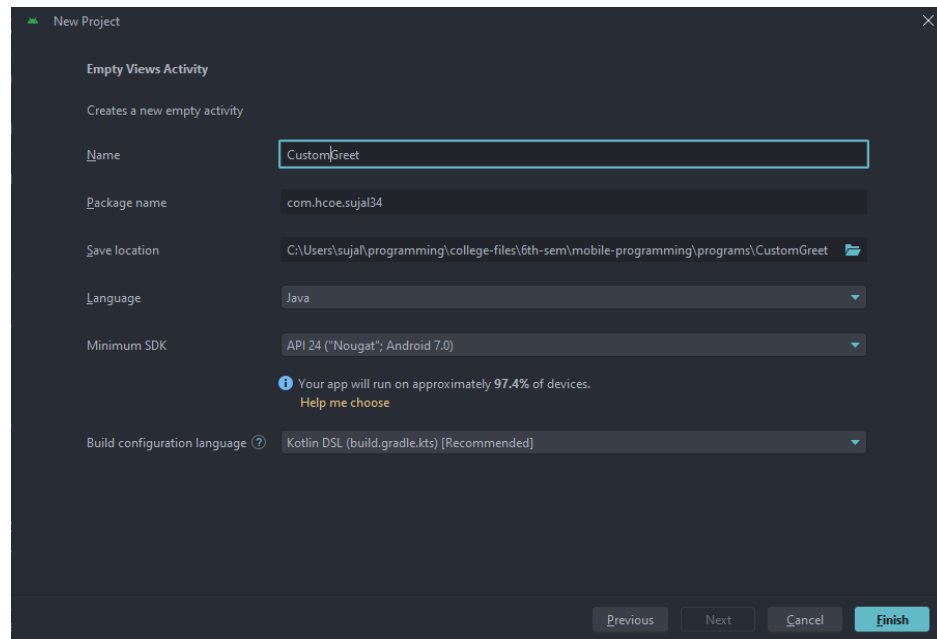 New Project
Empty Views Activity
Creates a new empty activity
Name CustomGreet
Package name com.hcoe.sujal34
Save location C:\Users\sujal\programming\college-files\6th-sem\mobile-programming\programs\CustomGreet
Language Java
Minimum SDK API 24 ("Nougat"; Android 7.0)
Your app will run on approximately 97.4% of devices.
Help me choose
Build configuration language ? Kotlin DSL (build.gradle.kts) [Recommended]
Previous Next Cancel Finish